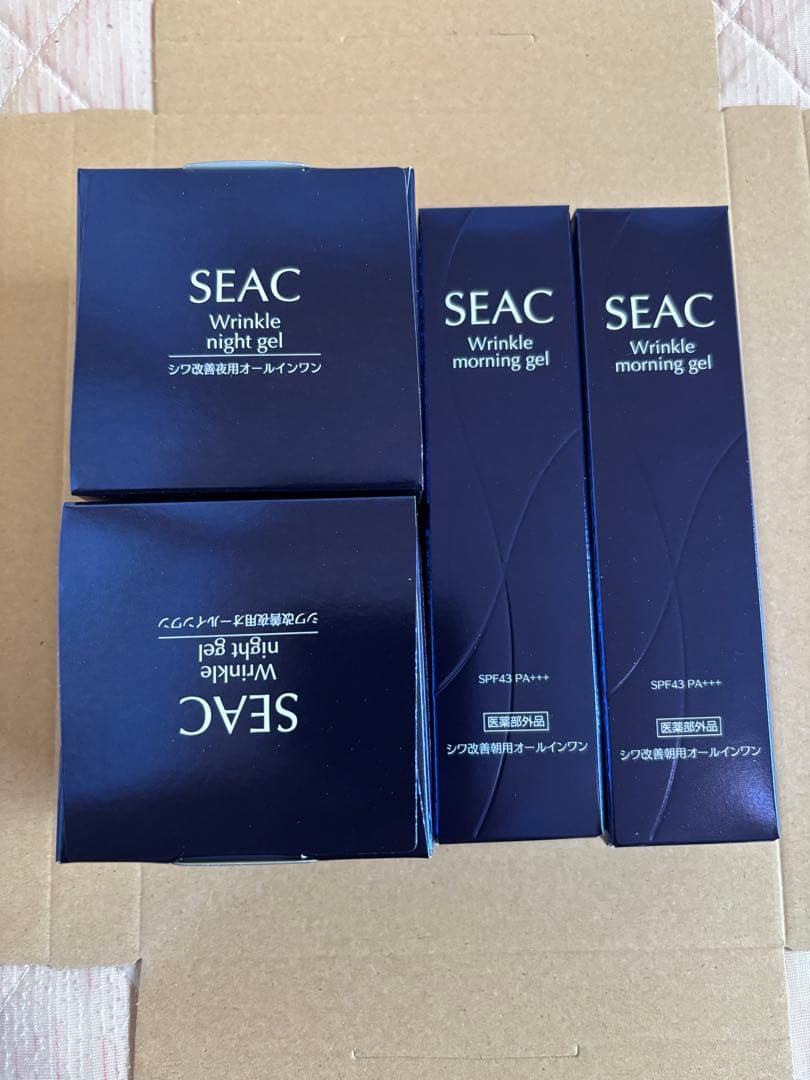 SEAC
Wrinkle
night gel
シワ改善夜用オールインワン
SEAC
Wrinkle
morning gel
SPF43 PA+++
医薬部外品
シワ改善朝用オールインワン
SEAC
Wrinkle
morning gel
SPF43 PA+++
医薬部外品
シワ改善朝用オールインワン
SEAC
Wrinkle
night gel
シワ改善夜用オールインワン